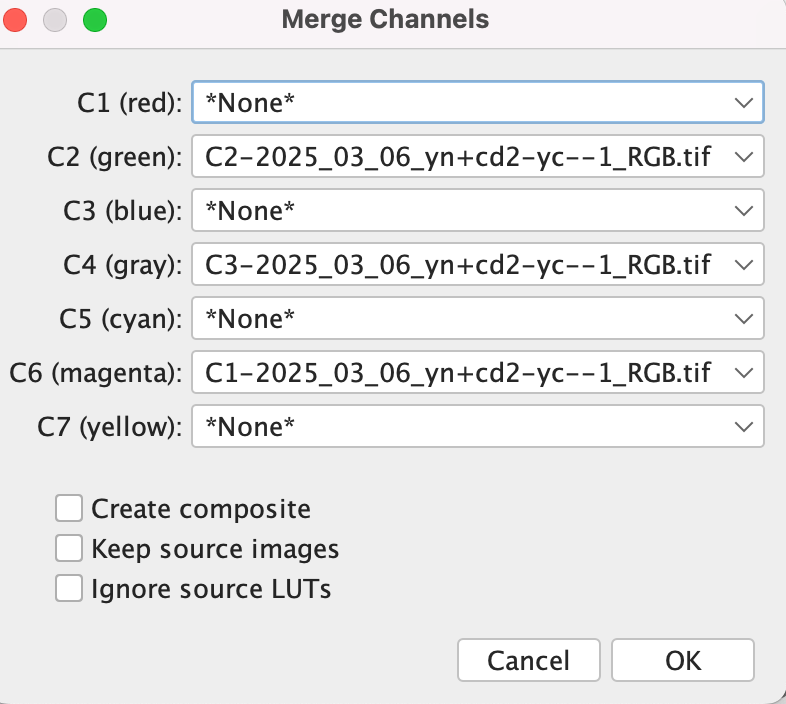 Merge Channels
C1 (red): *None*
C2 (green): C2-2025_03_06_yn+cd2-yc--1_RGB.tif
C3 (blue): *None*
C4 (gray): C3-2025_03_06_yn+cd2-yc--1_RGB.tif
C5 (cyan): *None*
C6 (magenta): C1-2025_03_06_yn+cd2-yc--1_RGB.tif
C7 (yellow): *None*
Create composite
Keep source images
Ignore source LUTs
Cancel OK